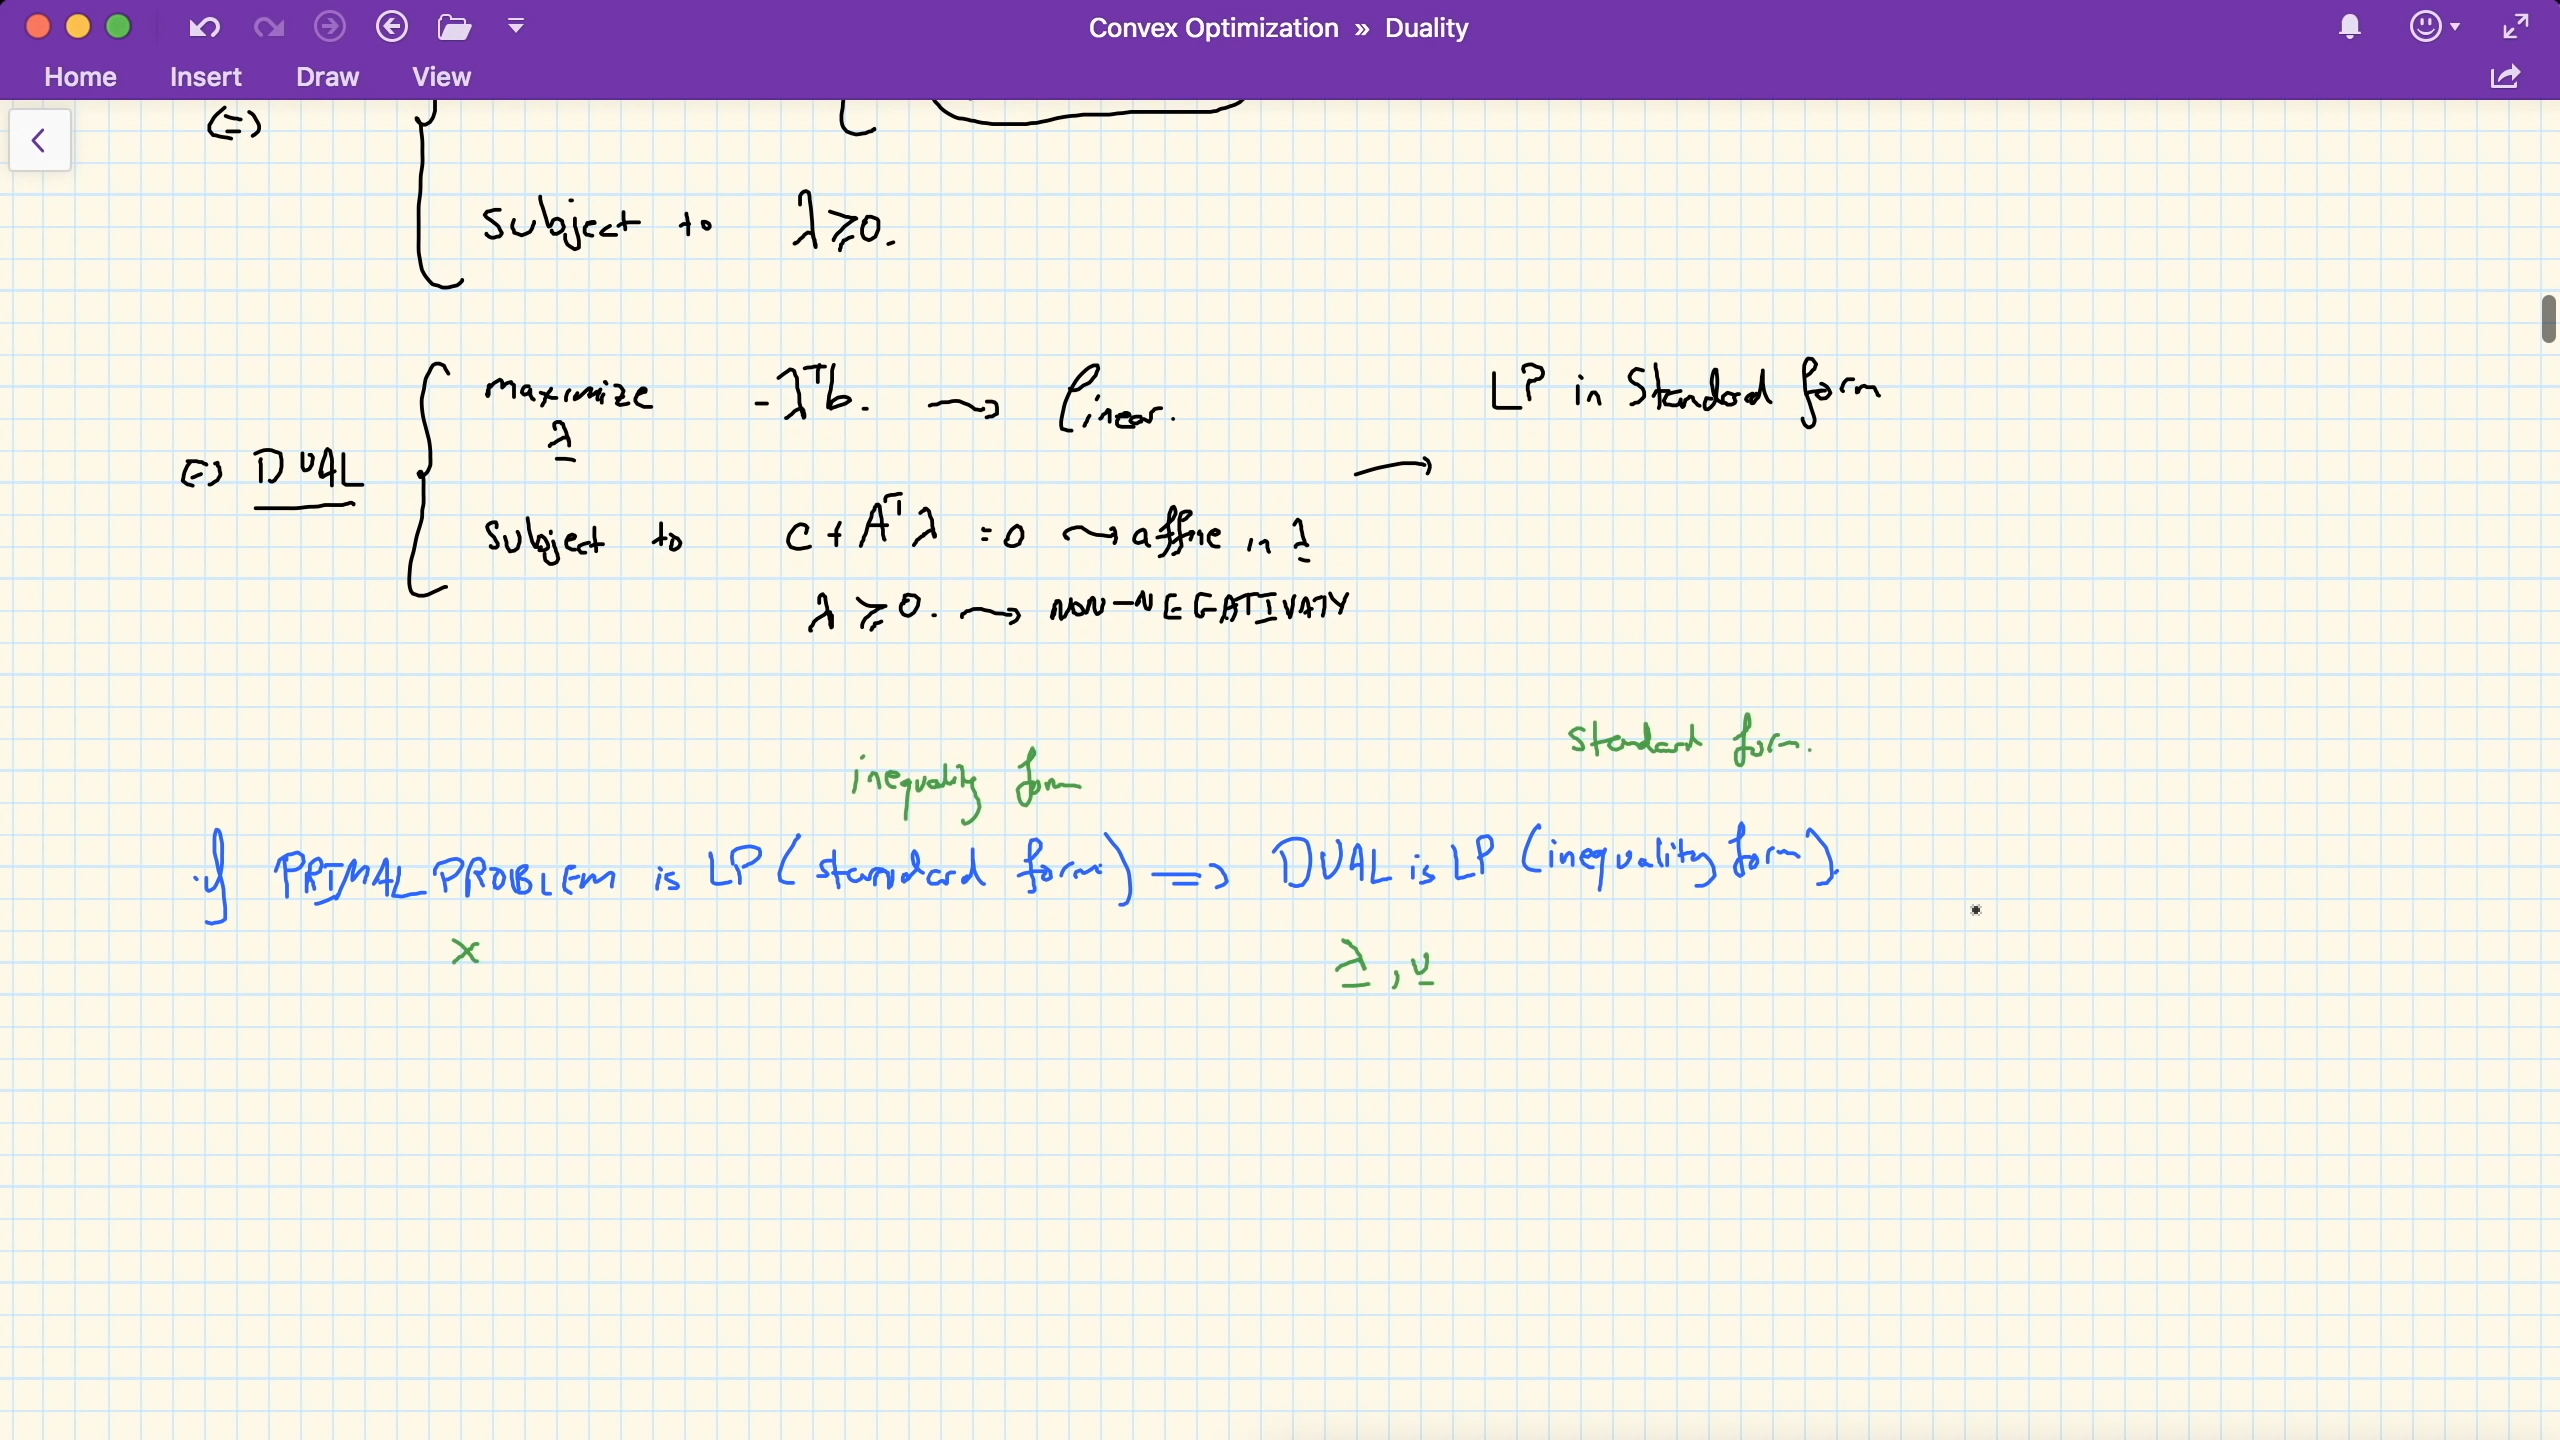 Convex Optimization » Duality
Home Insert Draw View
(=)
subject to λ ≥ 0.
(=) DUAL
maximize -λᵀb. → linear.
λ
LP in Standard form
→
subject to c + Aᵀλ = 0 → affine in λ
λ ≥ 0. → NON-NEGATIVATY
standard form.
inequality form
if PRIMAL PROBLEM is LP (standard form) => DUAL is LP (inequality form).
x λ, ν